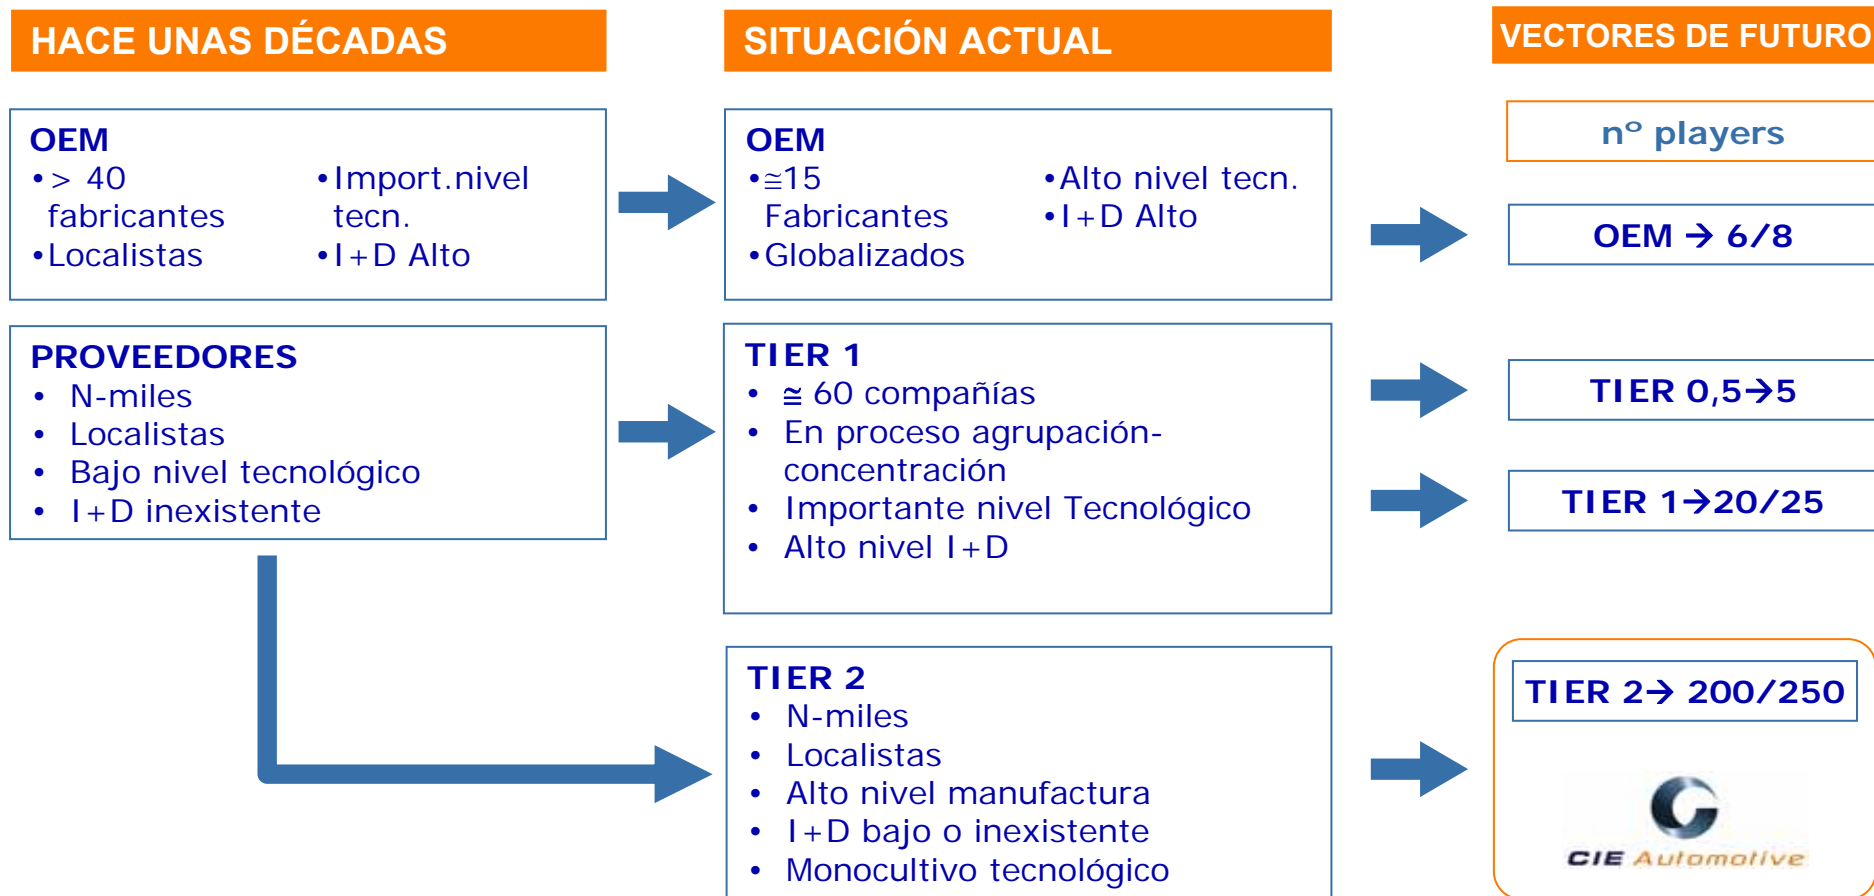 HACE UNAS DÉCADAS
OEM
•> 40
fabricantes
•Localistas
•Import.nivel
tecn.
•I+D Alto
PROVEEDORES
• N-miles
• Localistas
• Bajo nivel tecnológico
• I+D inexistente
SITUACIÓN ACTUAL
OEM
•≅15
Fabricantes
•Globalizados
•Alto nivel tecn.
•I+D Alto
TIER 1
• ≅ 60 compañías
• En proceso agrupación-
concentración
• Importante nivel Tecnológico
• Alto nivel I+D
TIER 2
• N-miles
• Localistas
• Alto nivel manufactura
• I+D bajo o inexistente
• Monocultivo tecnológico
VECTORES DE FUTURO
nº players
OEM → 6/8
TIER 0,5→5
TIER 1→20/25
TIER 2→ 200/250
CIE Automotive